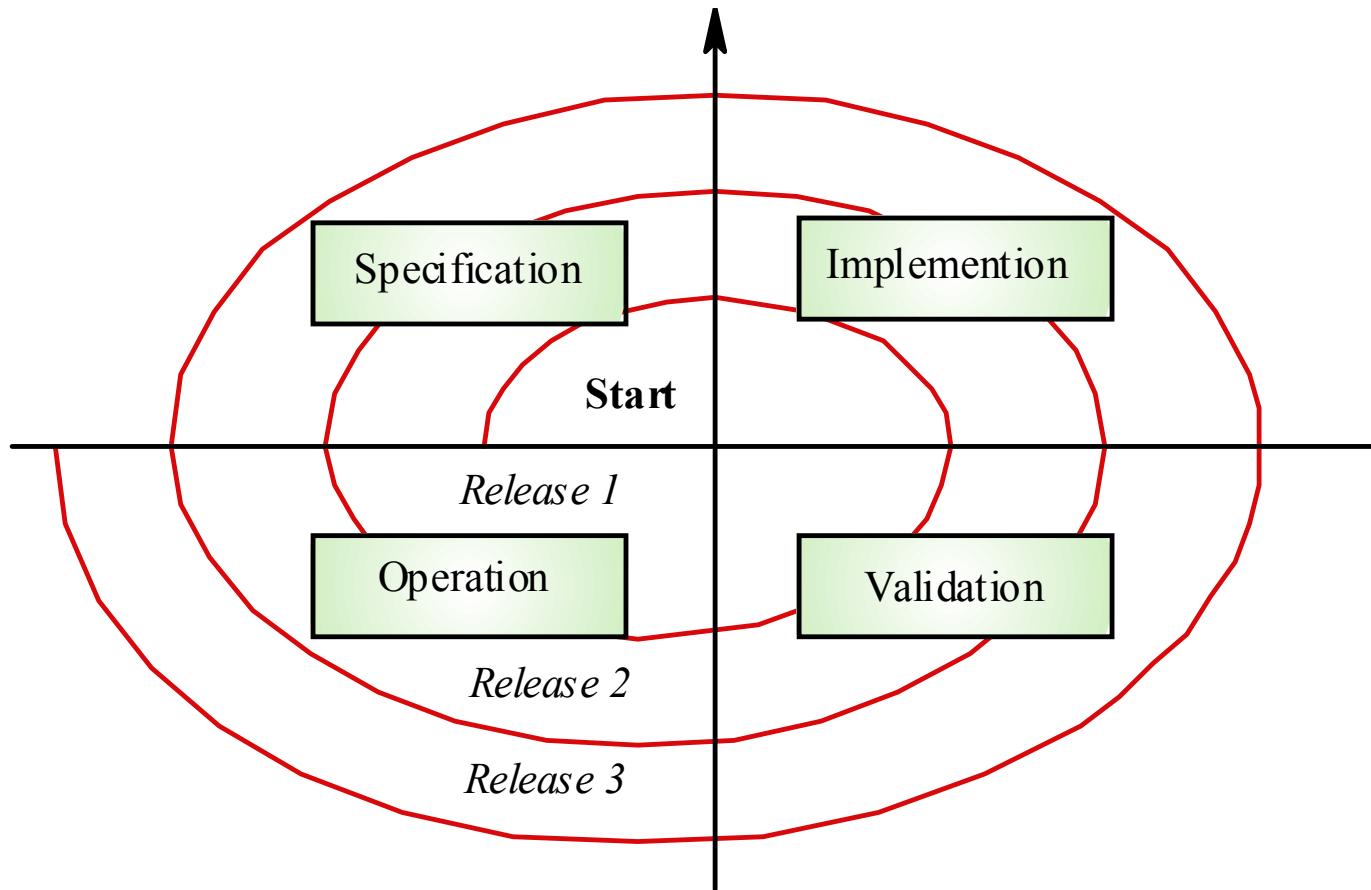 Specification
Implemention
Start
Release 1
Operation
Validation
Release 2
Release 3